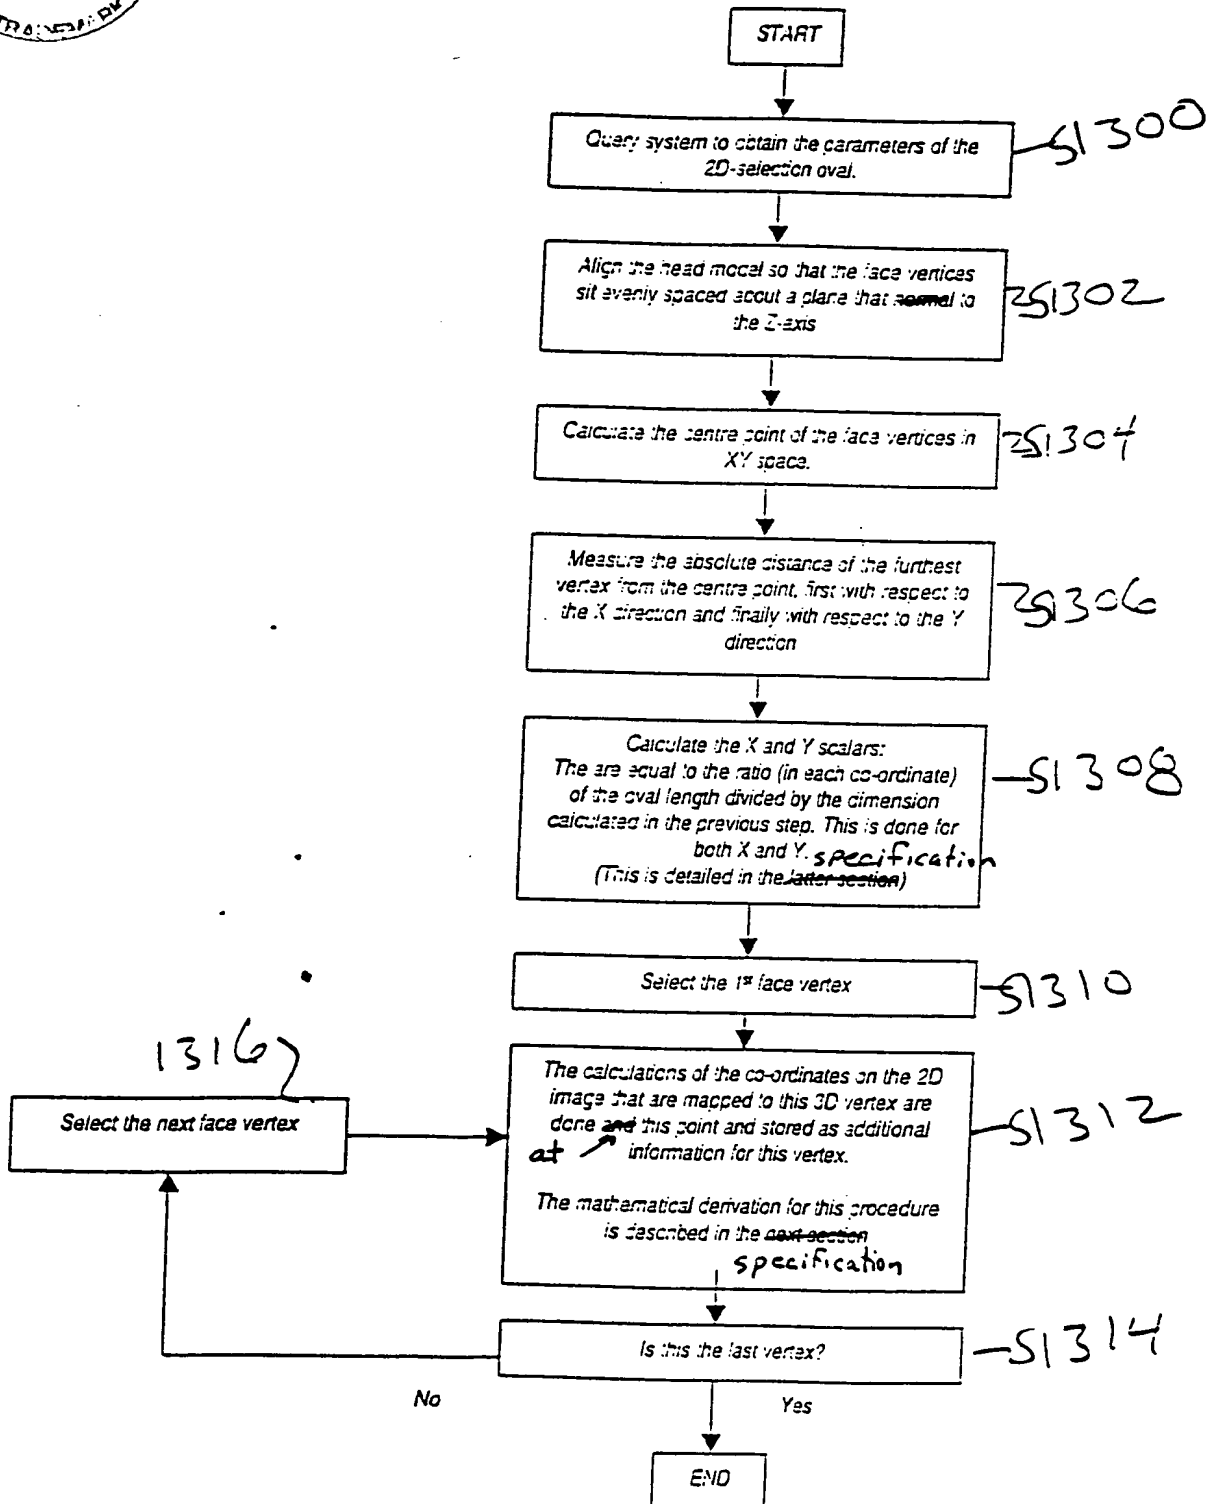 TRADEMARK
START
Query system to obtain the parameters of the
2D-selection oval.
S1300
Align the head model so that the face vertices
sit evenly spaced about a plane that normal to
the Z-axis
S1302
Calculate the centre point of the face vertices in
XY space.
S1304
Measure the absolute distance of the furthest
vertex from the centre point, first with respect to
the X direction and finally with respect to the Y
direction
S1306
Calculate the X and Y scalars:
The are equal to the ratio (in each co-ordinate)
of the oval length divided by the dimension
calculated in the previous step. This is done for
both X and Y. specification
(This is detailed in the latter section)
S1308
Select the 1st face vertex
S1310
1316
Select the next face vertex
The calculations of the co-ordinates on the 2D
image that are mapped to this 3D vertex are
done and this point and stored as additional
at information for this vertex.
The mathematical derivation for this procedure
is described in the next section
specification
S1312
Is this the last vertex?
S1314
No
Yes
END